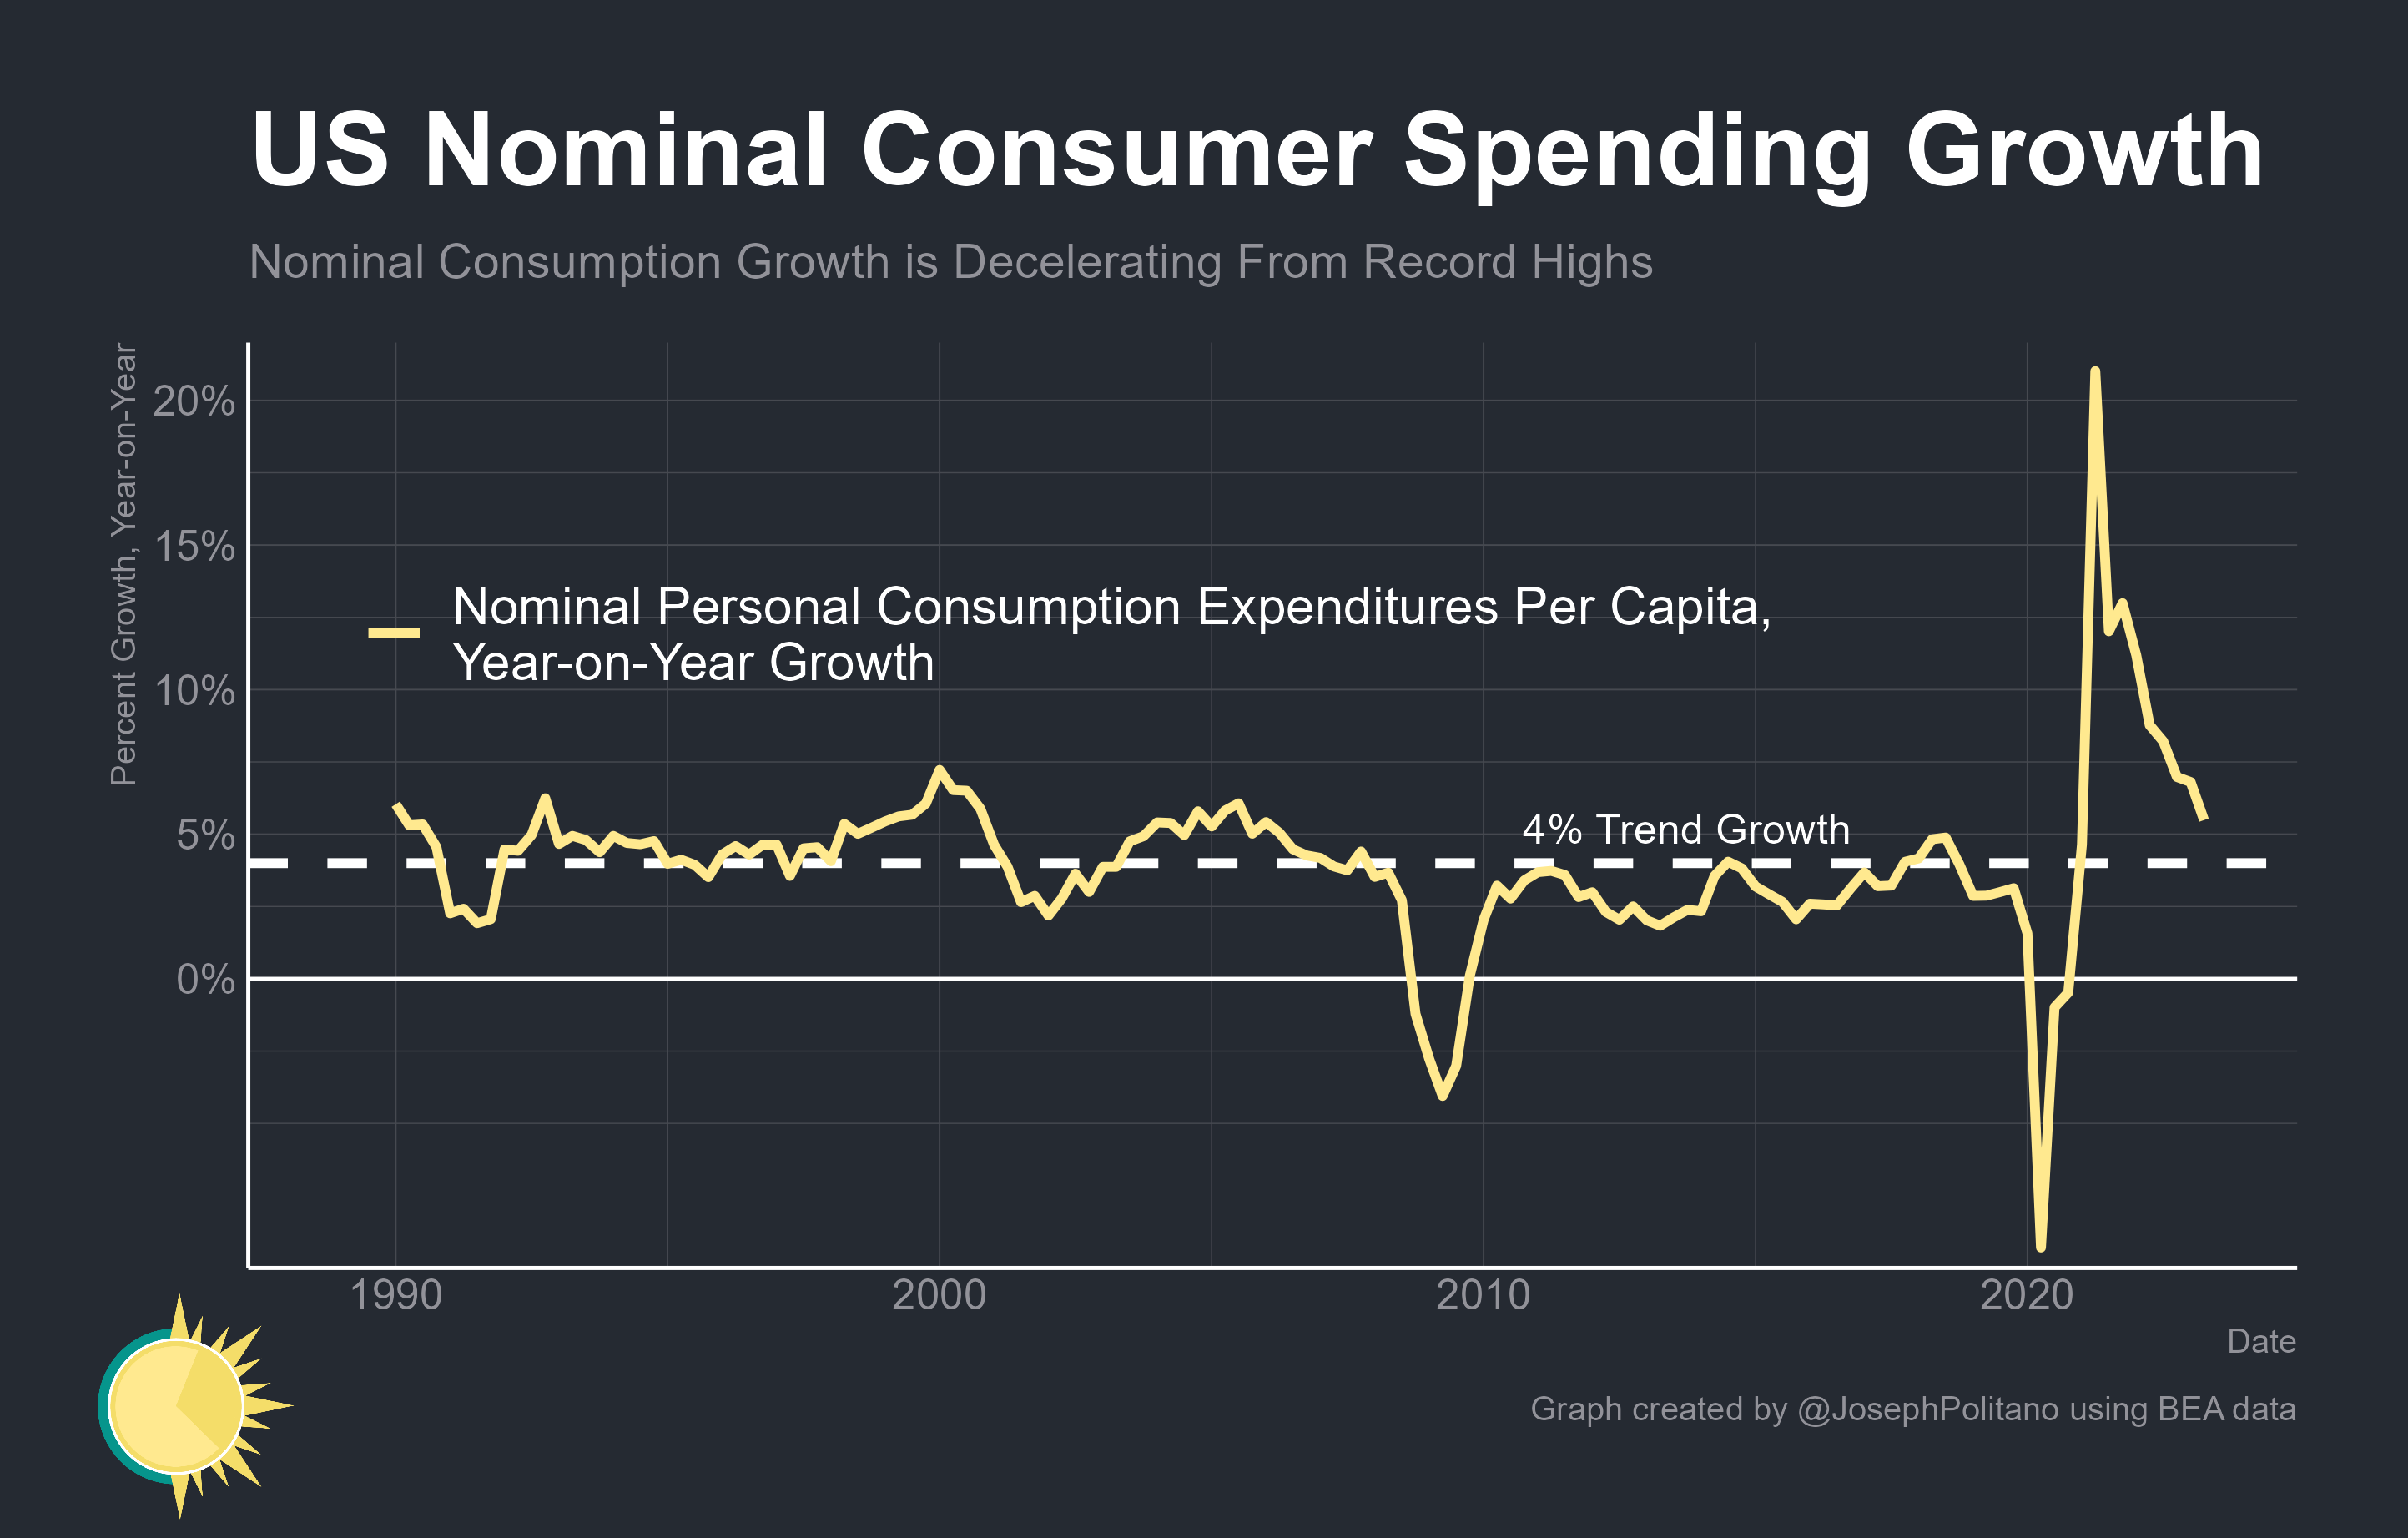 US Nominal Consumer Spending Growth
Nominal Consumption Growth is Decelerating From Record Highs
Percent Growth, Year-on-Year
20%
15%
10%
5%
0%
Nominal Personal Consumption Expenditures Per Capita,
Year-on-Year Growth
4% Trend Growth
1990
2000
2010
2020
Date
Graph created by @JosephPolitano using BEA data